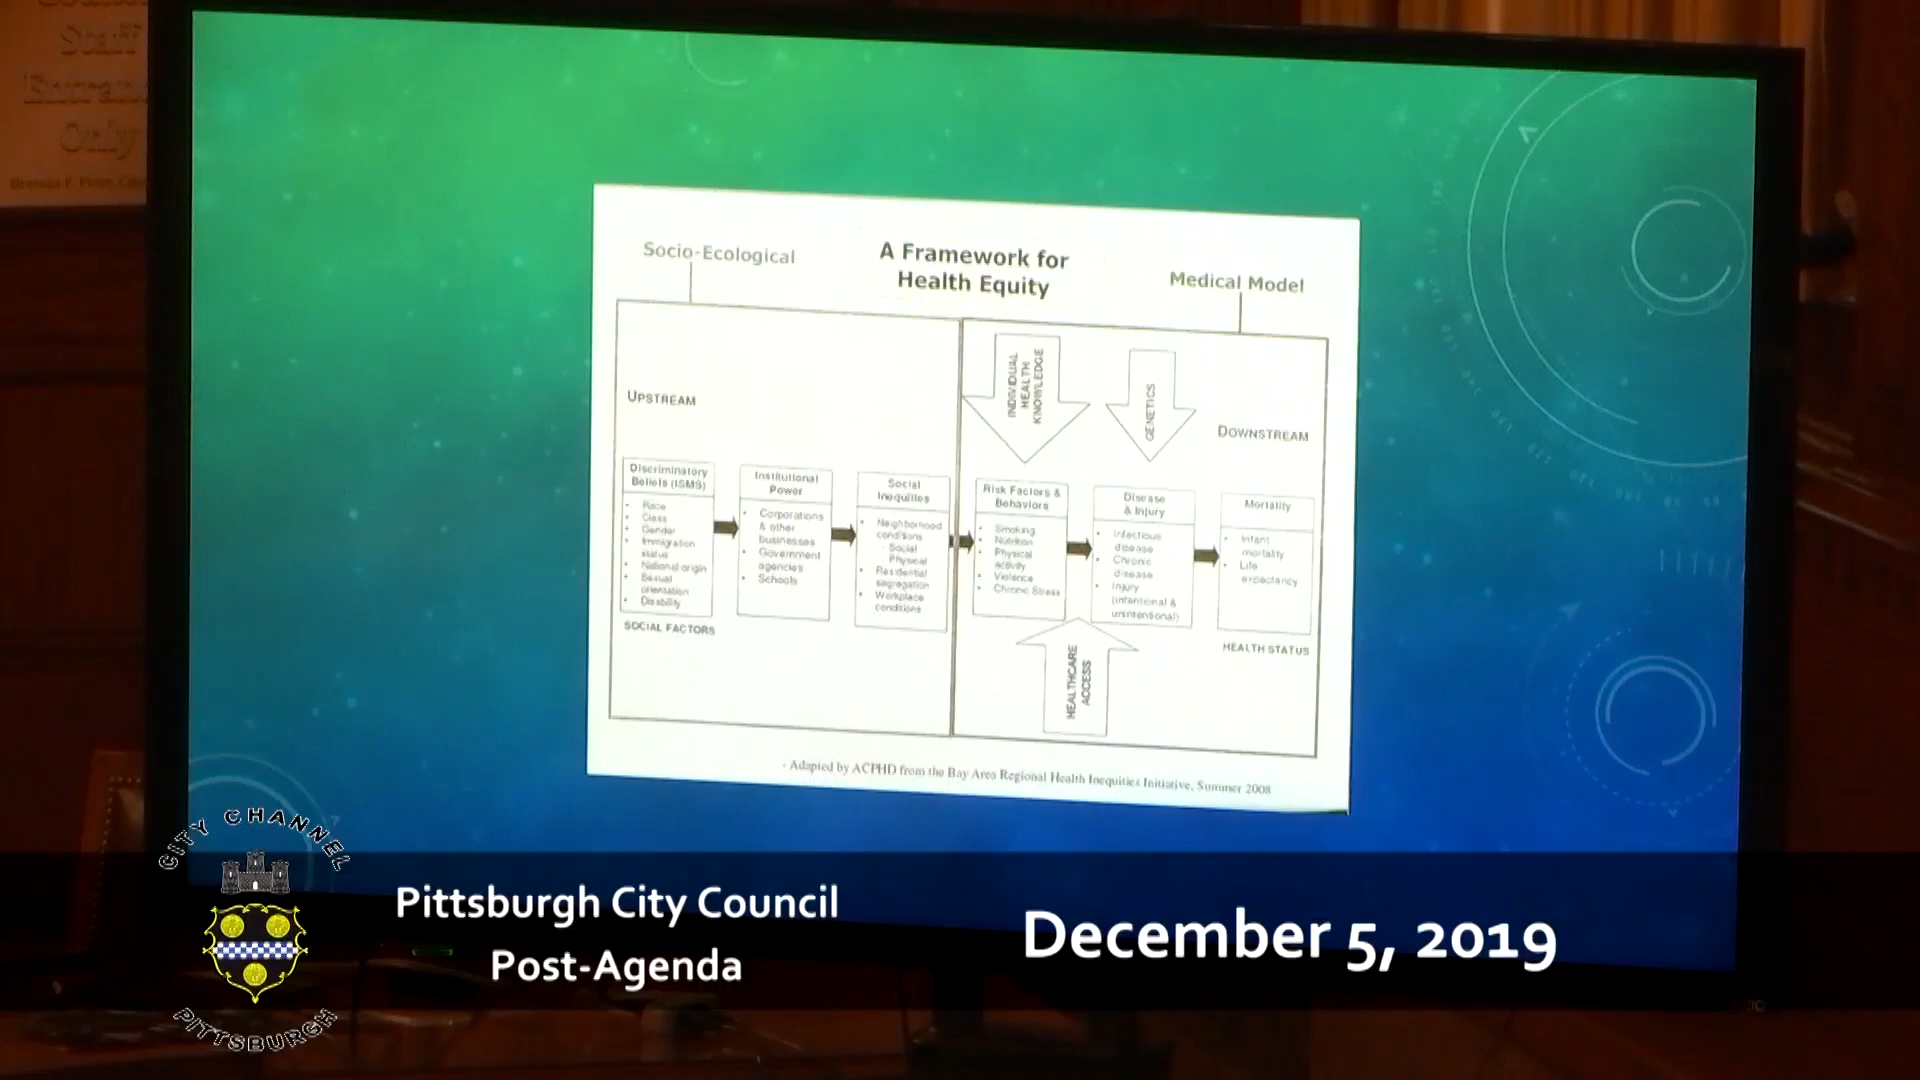 Staff
Only
Socio-Ecological
A Framework for
Health Equity
Medical Model
INDIVIDUAL
HEALTH
KNOWLEDGE
GENETICS
UPSTREAM
DOWNSTREAM
Discriminatory
Beliefs (ISMS)
• Race
• Class
• Gender
• Immigration
status
• National origin
• Sexual
orientation
• Disability
SOCIAL FACTORS
Institutional
Power
• Corporations
& other
businesses
• Government
agencies
• Schools
Social
Inequities
• Neighborhood
conditions
- Social
- Physical
• Residential
segregation
• Workplace
conditions
Risk Factors &
Behaviors
• Smoking
• Nutrition
• Physical
activity
• Violence
• Chronic Stress
Disease
& Injury
• Infectious
disease
• Chronic
disease
• Injury
(intentional &
unintentional)
Mortality
• Infant
mortality
• Life
expectancy
HEALTH STATUS
HEALTHCARE
ACCESS
- Adapted by ACPHD from the Bay Area Regional Health Inequities Initiative, Summer 2008
CITY CHANNEL
PITTSBURGH
Pittsburgh City Council
Post-Agenda
December 5, 2019